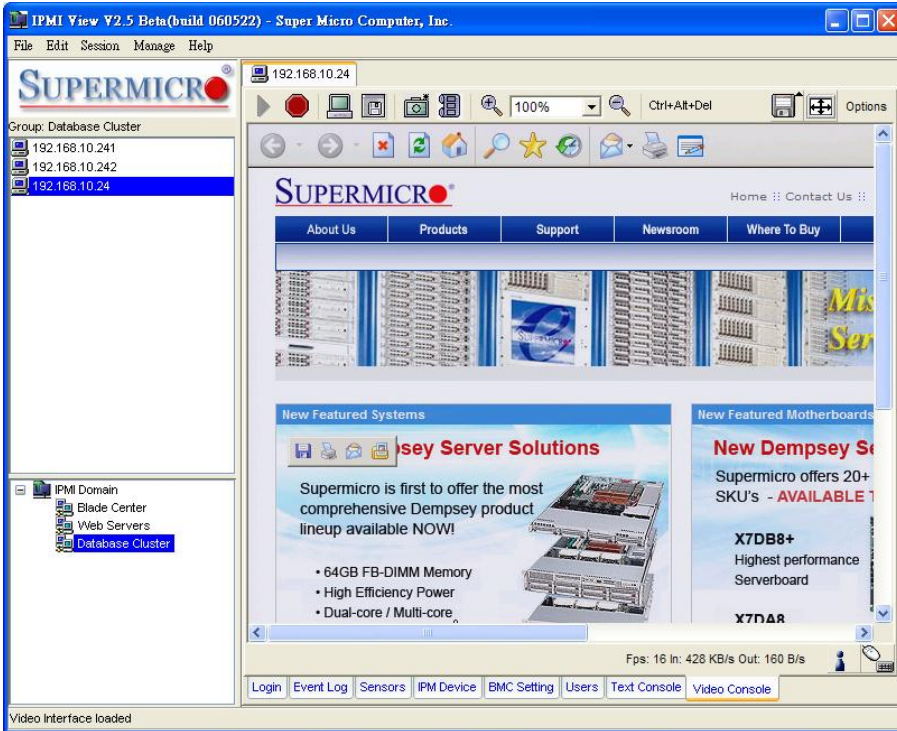 IPMI View V2.5 Beta(build 060522) - Super Micro Computer, Inc.
File Edit Session Manage Help
SUPERMICRO®
Group: Database Cluster
192.168.10.241
192.168.10.242
192.168.10.24
IPMI Domain
Blade Center
Web Servers
Database Cluster
192.168.10.24
100%
Ctrl+Alt+Del
Options
SUPERMICRO®
Home :: Contact Us ::
About Us Products Support Newsroom Where To Buy
SUPERMICRO
Mis
Ser
New Featured Systems
sey Server Solutions
Supermicro is first to offer the most
comprehensive Dempsey product
lineup available NOW!
• 64GB FB-DIMM Memory
• High Efficiency Power
• Dual-core / Multi-core
New Featured Motherboards
New Dempsey Se
Supermicro offers 20+
SKU's - AVAILABLE T
X7DB8+
Highest performance
Serverboard
X7DA8
Fps: 16 In: 428 KB/s Out: 160 B/s
Login Event Log Sensors IPM Device BMC Setting Users Text Console Video Console
Video Interface loaded